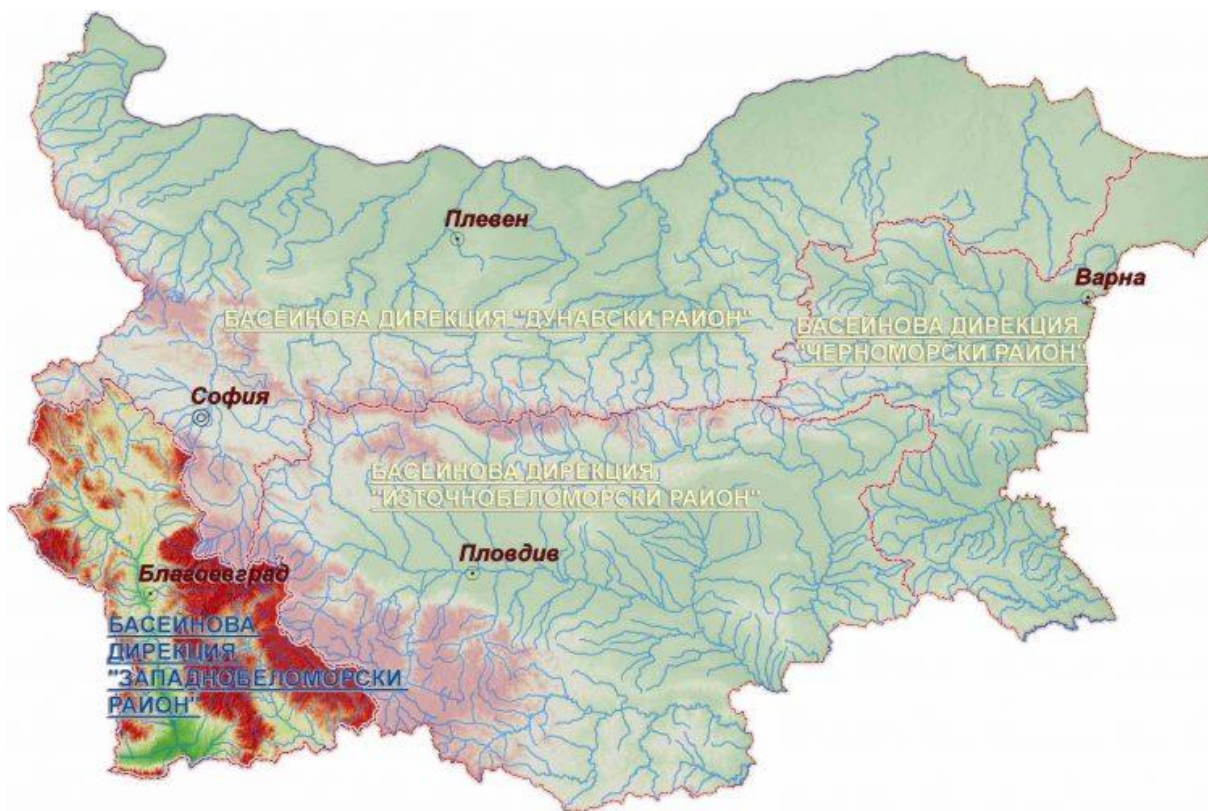 Плевен
Варна
БАСЕЙНОВА ДИРЕКЦИЯ "ДУНАВСКИ РАЙОН"
БАСЕЙНОВА ДИРЕКЦИЯ
"ЧЕРНОМОРСКИ РАЙОН"
София
БАСЕЙНОВА ДИРЕКЦИЯ
"ИЗТОЧНОБЕЛОМОРСКИ РАЙОН"
Пловдив
Благоевград
БАСЕЙНОВА
ДИРЕКЦИЯ
"ЗАПАДНОБЕЛОМОРСКИ
РАЙОН"